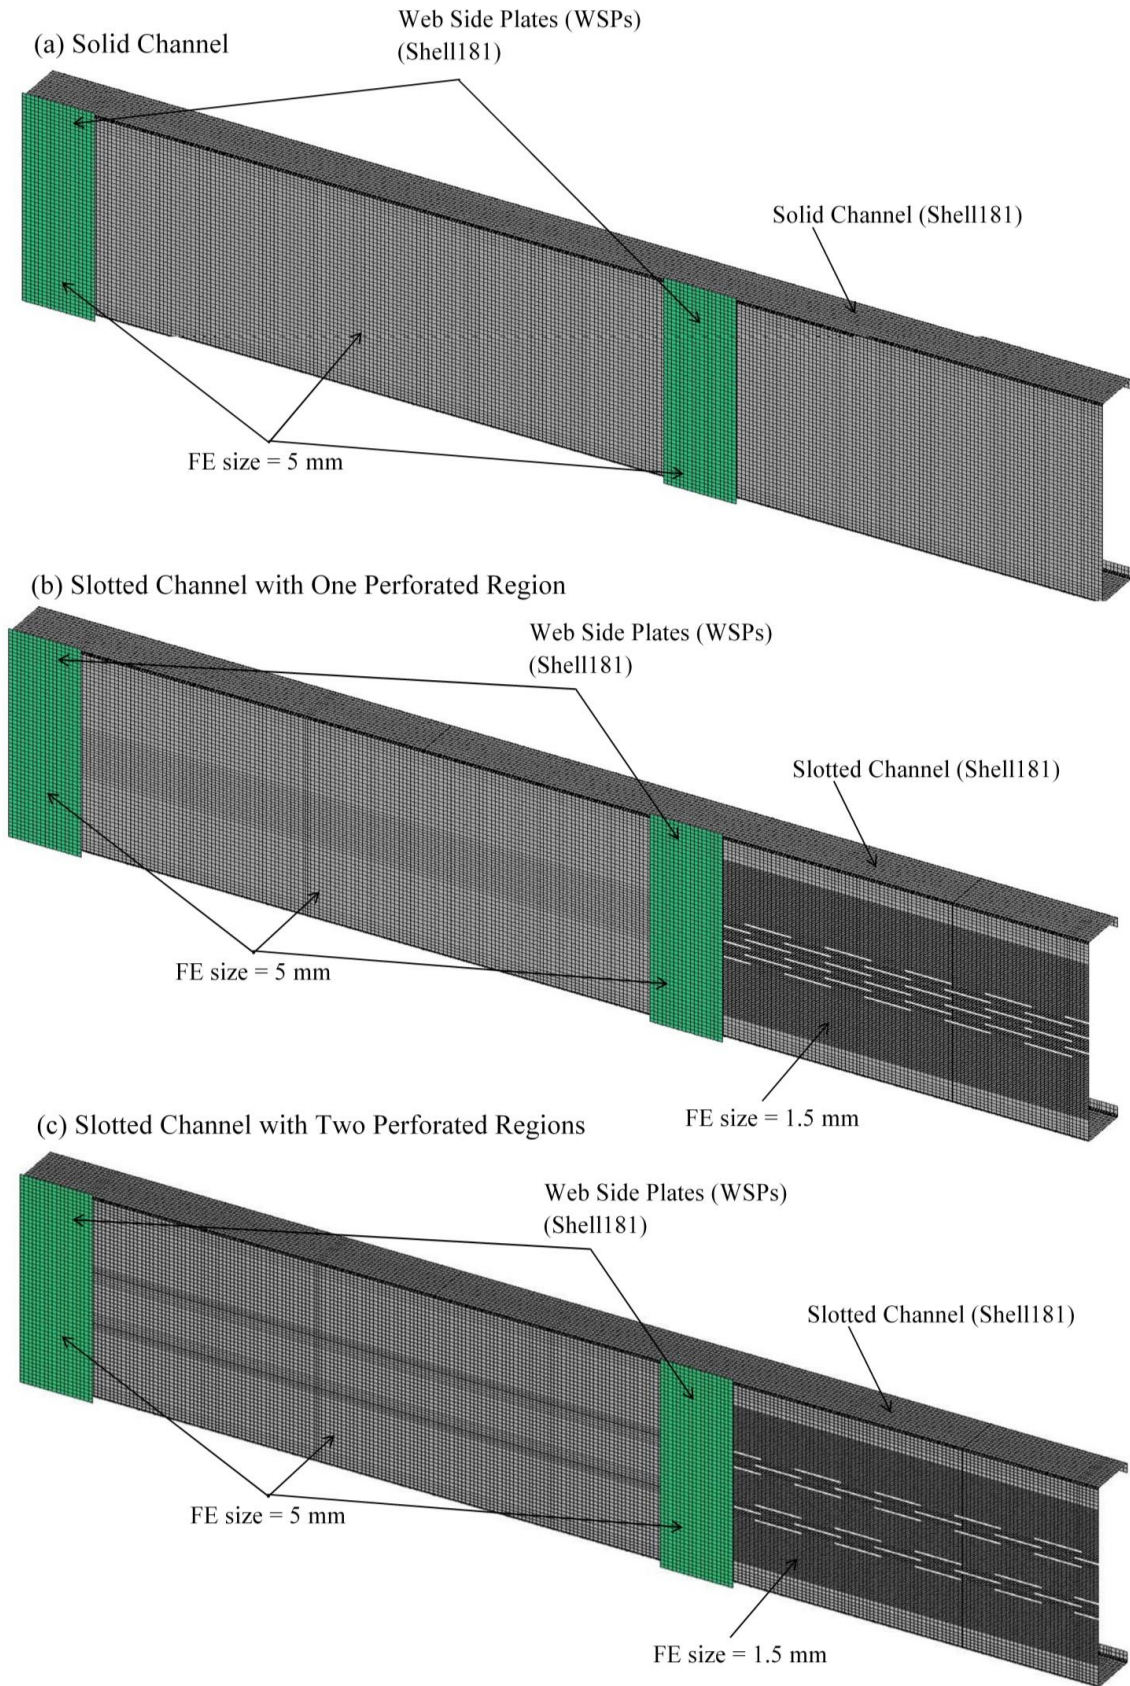 (a) Solid Channel
Web Side Plates (WSPs)
(Shell181)
Solid Channel (Shell181)
FE size = 5 mm
(b) Slotted Channel with One Perforated Region
Web Side Plates (WSPs)
(Shell181)
Slotted Channel (Shell181)
FE size = 5 mm
FE size = 1.5 mm
(c) Slotted Channel with Two Perforated Regions
Web Side Plates (WSPs)
(Shell181)
Slotted Channel (Shell181)
FE size = 5 mm
FE size = 1.5 mm